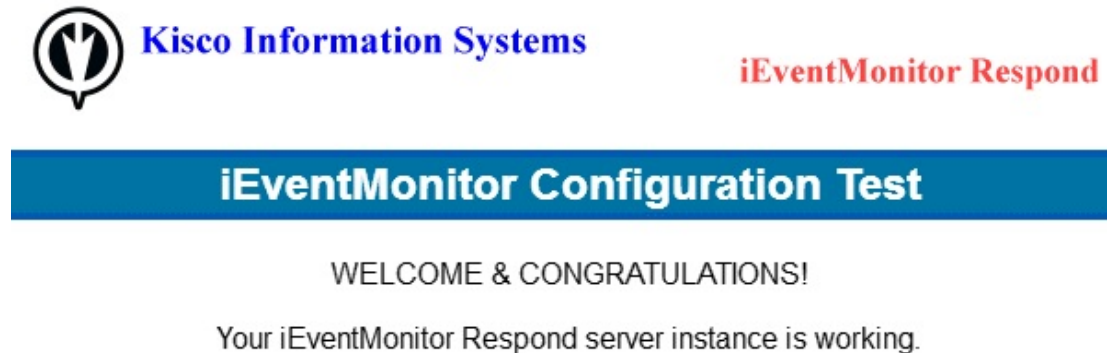 Kisco Information Systems
iEventMonitor Respond
iEventMonitor Configuration Test
WELCOME & CONGRATULATIONS!
Your iEventMonitor Respond server instance is working.